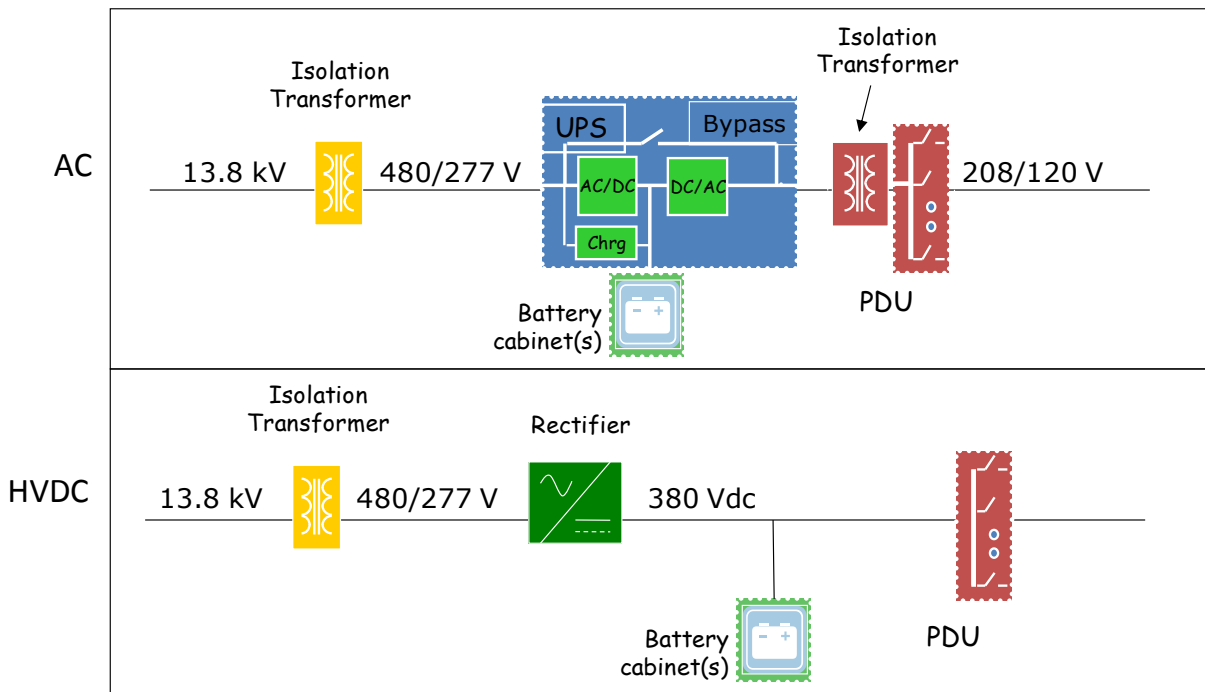 Isolation
Transformer
Isolation
Transformer
AC
13.8 kV
480/277 V
UPS
Bypass
AC/DC
DC/AC
Chrg
208/120 V
PDU
Battery
cabinet(s)
Isolation
Transformer
Rectifier
HVDC
13.8 kV
480/277 V
380 Vdc
Battery
cabinet(s)
PDU